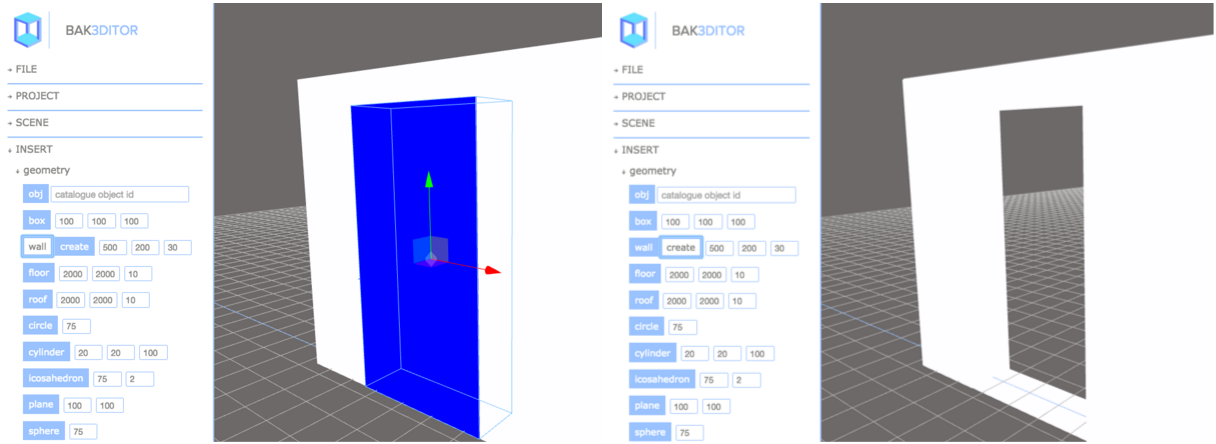 BAK3DITOR
FILE
PROJECT
SCENE
INSERT
geometry
obj catalogue object id
box 100 100 100
wall create 500 200 30
floor 2000 2000 10
roof 2000 2000 10
circle 75
cylinder 20 20 100
icosahedron 75 2
plane 100 100
sphere 75
BAK3DITOR
FILE
PROJECT
SCENE
INSERT
geometry
obj catalogue object id
box 100 100 100
wall create 500 200 30
floor 2000 2000 10
roof 2000 2000 10
circle 75
cylinder 20 20 100
icosahedron 75 2
plane 100 100
sphere 75